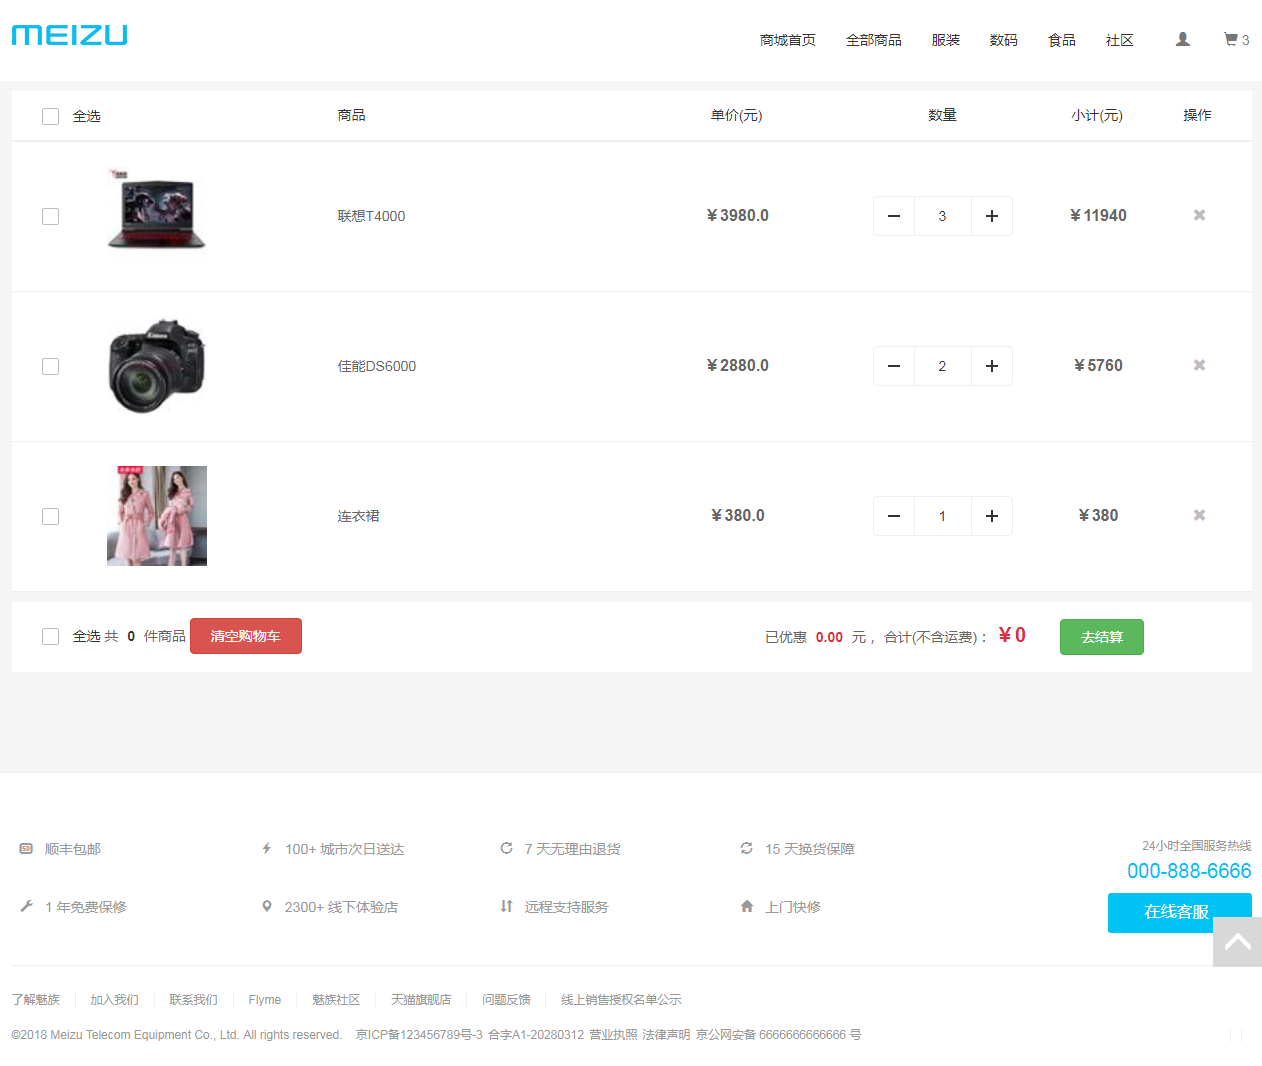 MEIZU
商城首页 全部商品 服装 数码 食品 社区 3
全选 商品 单价(元) 数量 小计(元) 操作
联想T4000 ￥3980.0 3 ￥11940
佳能DS6000 ￥2880.0 2 ￥5760
连衣裙 ￥380.0 1 ￥380
全选 共 0 件商品 清空购物车 已优惠 0.00 元 , 合计(不含运费) : ￥0 去结算
顺丰包邮 100+ 城市次日送达 7 天无理由退货 15 天换货保障
1 年免费保修 2300+ 线下体验店 远程支持服务 上门快修
24小时全国服务热线
000-888-6666
在线客服
了解魅族 加入我们 联系我们 Flyme 魅族社区 天猫旗舰店 问题反馈 线上销售授权名单公示
©2018 Meizu Telecom Equipment Co., Ltd. All rights reserved. 京ICP备123456789号-3 合字A1-20280312 营业执照 法律声明 京公网安备 6666666666666 号